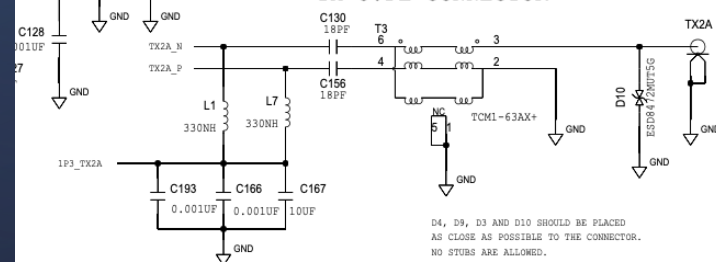 GND
GND
C128
001UF
27
GND
TX2A_N
TX2A_P
C130
18PF
C156
18PF
T3
6
4
3
2
NC
5
1
TCM1-63AX+
GND
GND
L1
330NH
L7
330NH
1P3_TX2A
C193
0.001UF
C166
0.001UF
C167
10UF
GND
D10
ESD8472MUT5G
GND
TX2A
GND
D4, D9, D3 AND D10 SHOULD BE PLACED
AS CLOSE AS POSSIBLE TO THE CONNECTOR.
NO STUBS ARE ALLOWED.